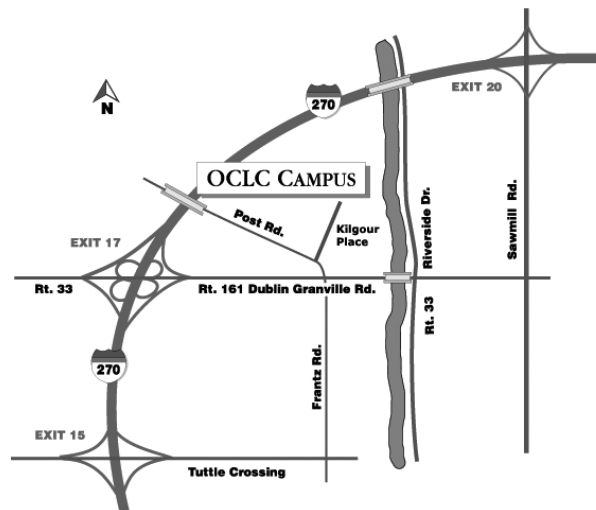 EXIT 20
270
N
OCLC CAMPUS
Sawmill Rd.
Post Rd.
Kilgour
Place
Riverside Dr.
EXIT 17
Rt. 33
Rt. 161 Dublin Granville Rd.
Rt. 33
270
Frantz Rd.
EXIT 15
Tuttle Crossing